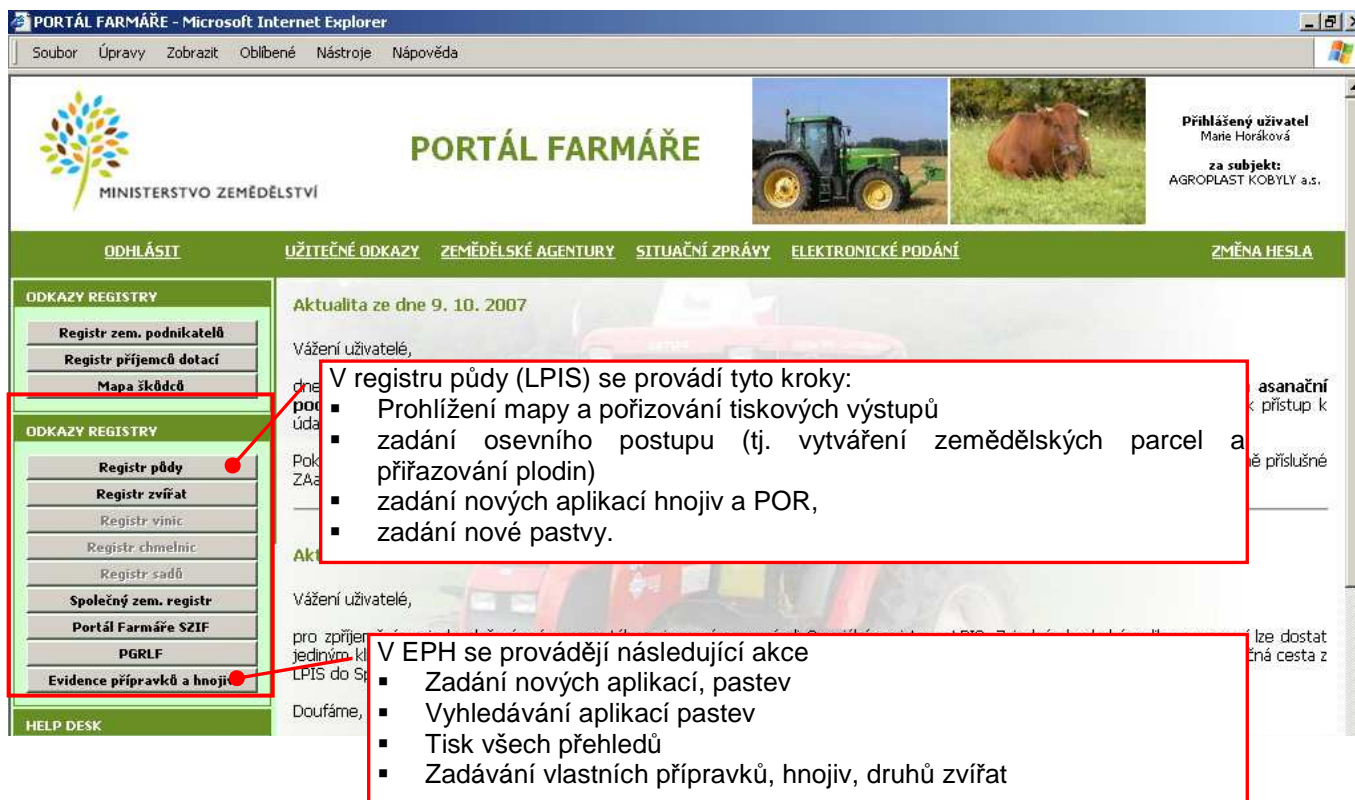 PORTÁL FARMÁŘE - Microsoft Internet Explorer
Soubor Úpravy Zobrazit Oblíbené Nástroje Nápověda
MINISTERSTVO ZEMĚDĚLSTVÍ
PORTÁL FARMÁŘE
Přihlášený uživatel
Marie Horáková
za subjekt:
AGROPLAST KOBYLY a.s.
ODHLÁSIT UŽITEČNÉ ODKAZY ZEMĚDĚLSKÉ AGENTURY SITUAČNÍ ZPRÁVY ELEKTRONICKÉ PODÁNÍ ZMĚNA HESLA
ODKAZY REGISTRY
Registr zem. podnikatelů
Registr příjemců dotací
Mapa škůdců
ODKAZY REGISTRY
Registr půdy
Registr zvířat
Registr vinic
Registr chmelnic
Registr sadů
Společný zem. registr
Portál Farmáře SZIF
PGRLF
Evidence přípravků a hnojiv
HELP DESK
Aktualita ze dne 9. 10. 2007
Vážení uživatelé,
asanační
přístup k
příslušné
V registru půdy (LPIS) se provádí tyto kroky:
▪ Prohlížení mapy a pořizování tiskových výstupů
▪ zadání osevního postupu (tj. vytváření zemědělských parcel a
přiřazování plodin)
▪ zadání nových aplikací hnojiv a POR,
▪ zadání nové pastvy.
Vážení uživatelé,
lze dostat
jediným
cesta z
LPIS do
Doufáme,
V EPH se provádějí následující akce
▪ Zadání nových aplikací, pastev
▪ Vyhledávání aplikací pastev
▪ Tisk všech přehledů
▪ Zadávání vlastních přípravků, hnojiv, druhů zvířat